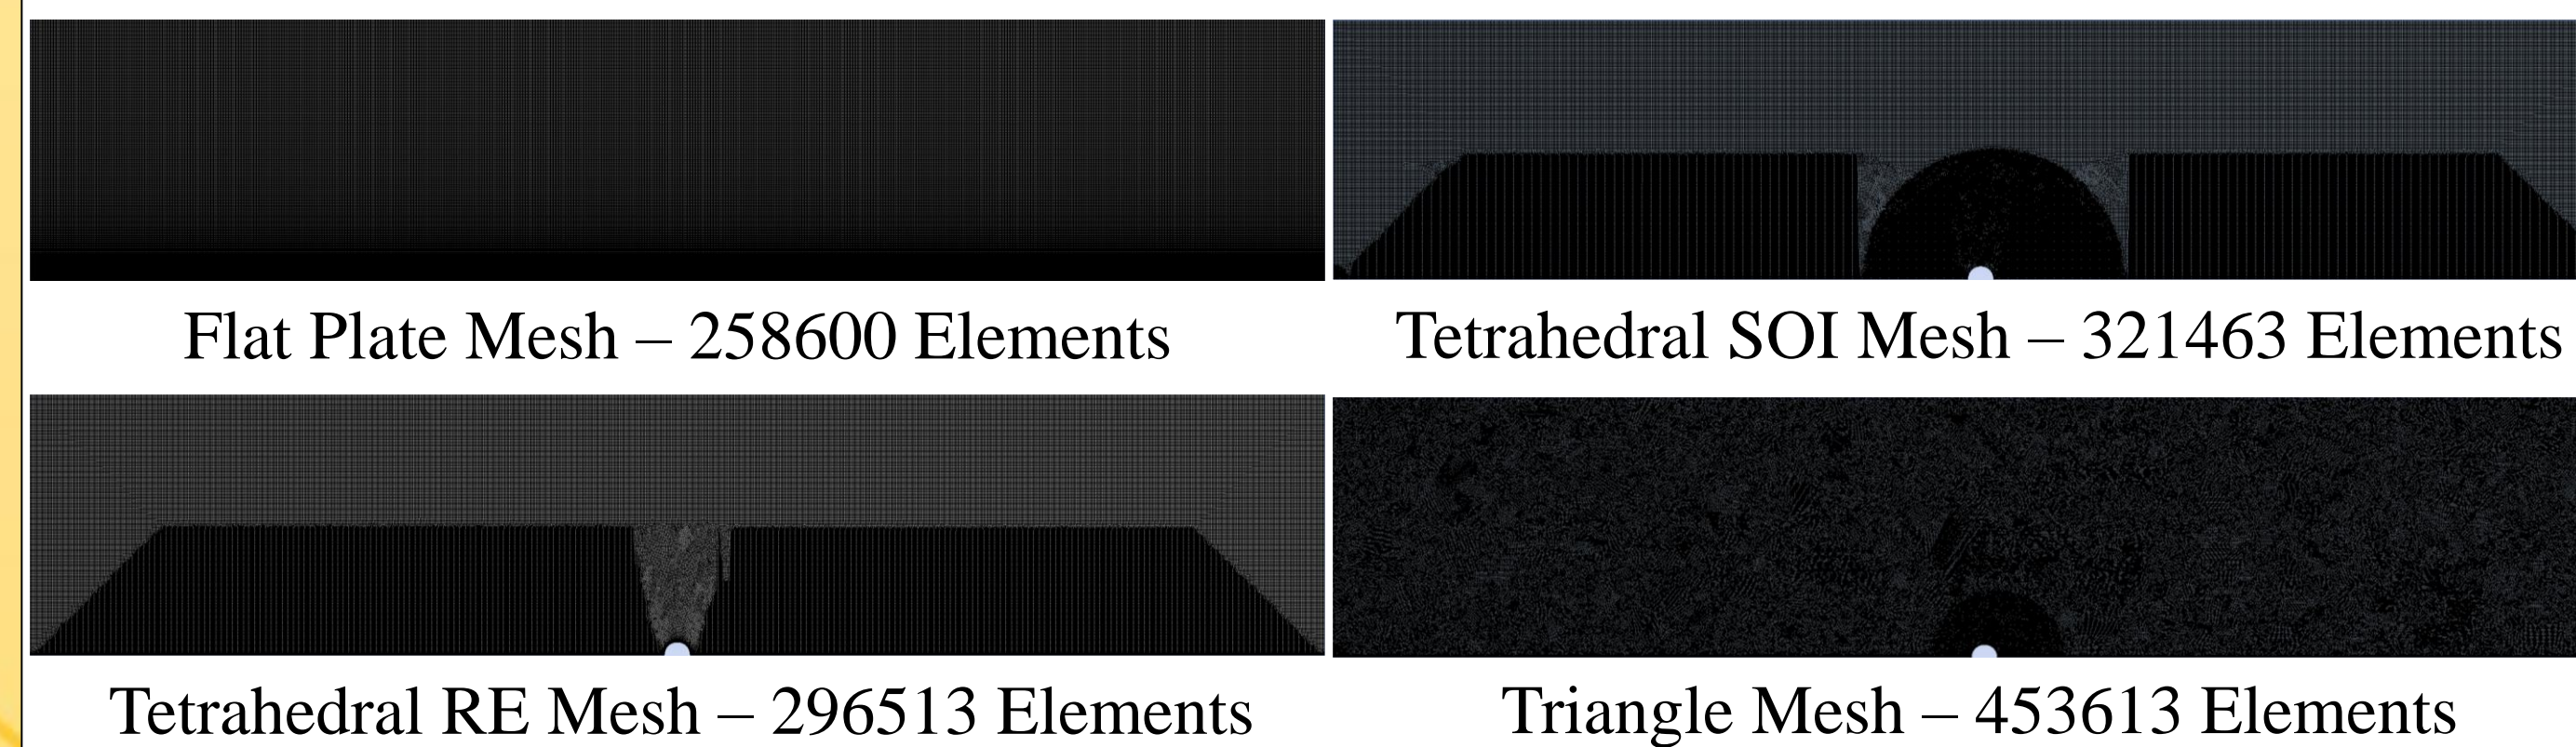 Flat Plate Mesh – 258600 Elements
Tetrahedral SOI Mesh – 321463 Elements
Tetrahedral RE Mesh – 296513 Elements
Triangle Mesh – 453613 Elements